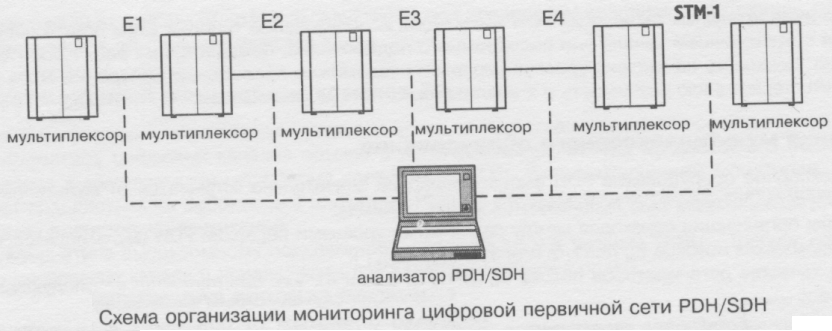 E1 E2 E3 E4 STM-1
мультиплексор мультиплексор мультиплексор мультиплексор мультиплексор мультиплексор
анализатор PDH/SDH
Схема организации мониторинга цифровой первичной сети PDH/SDH